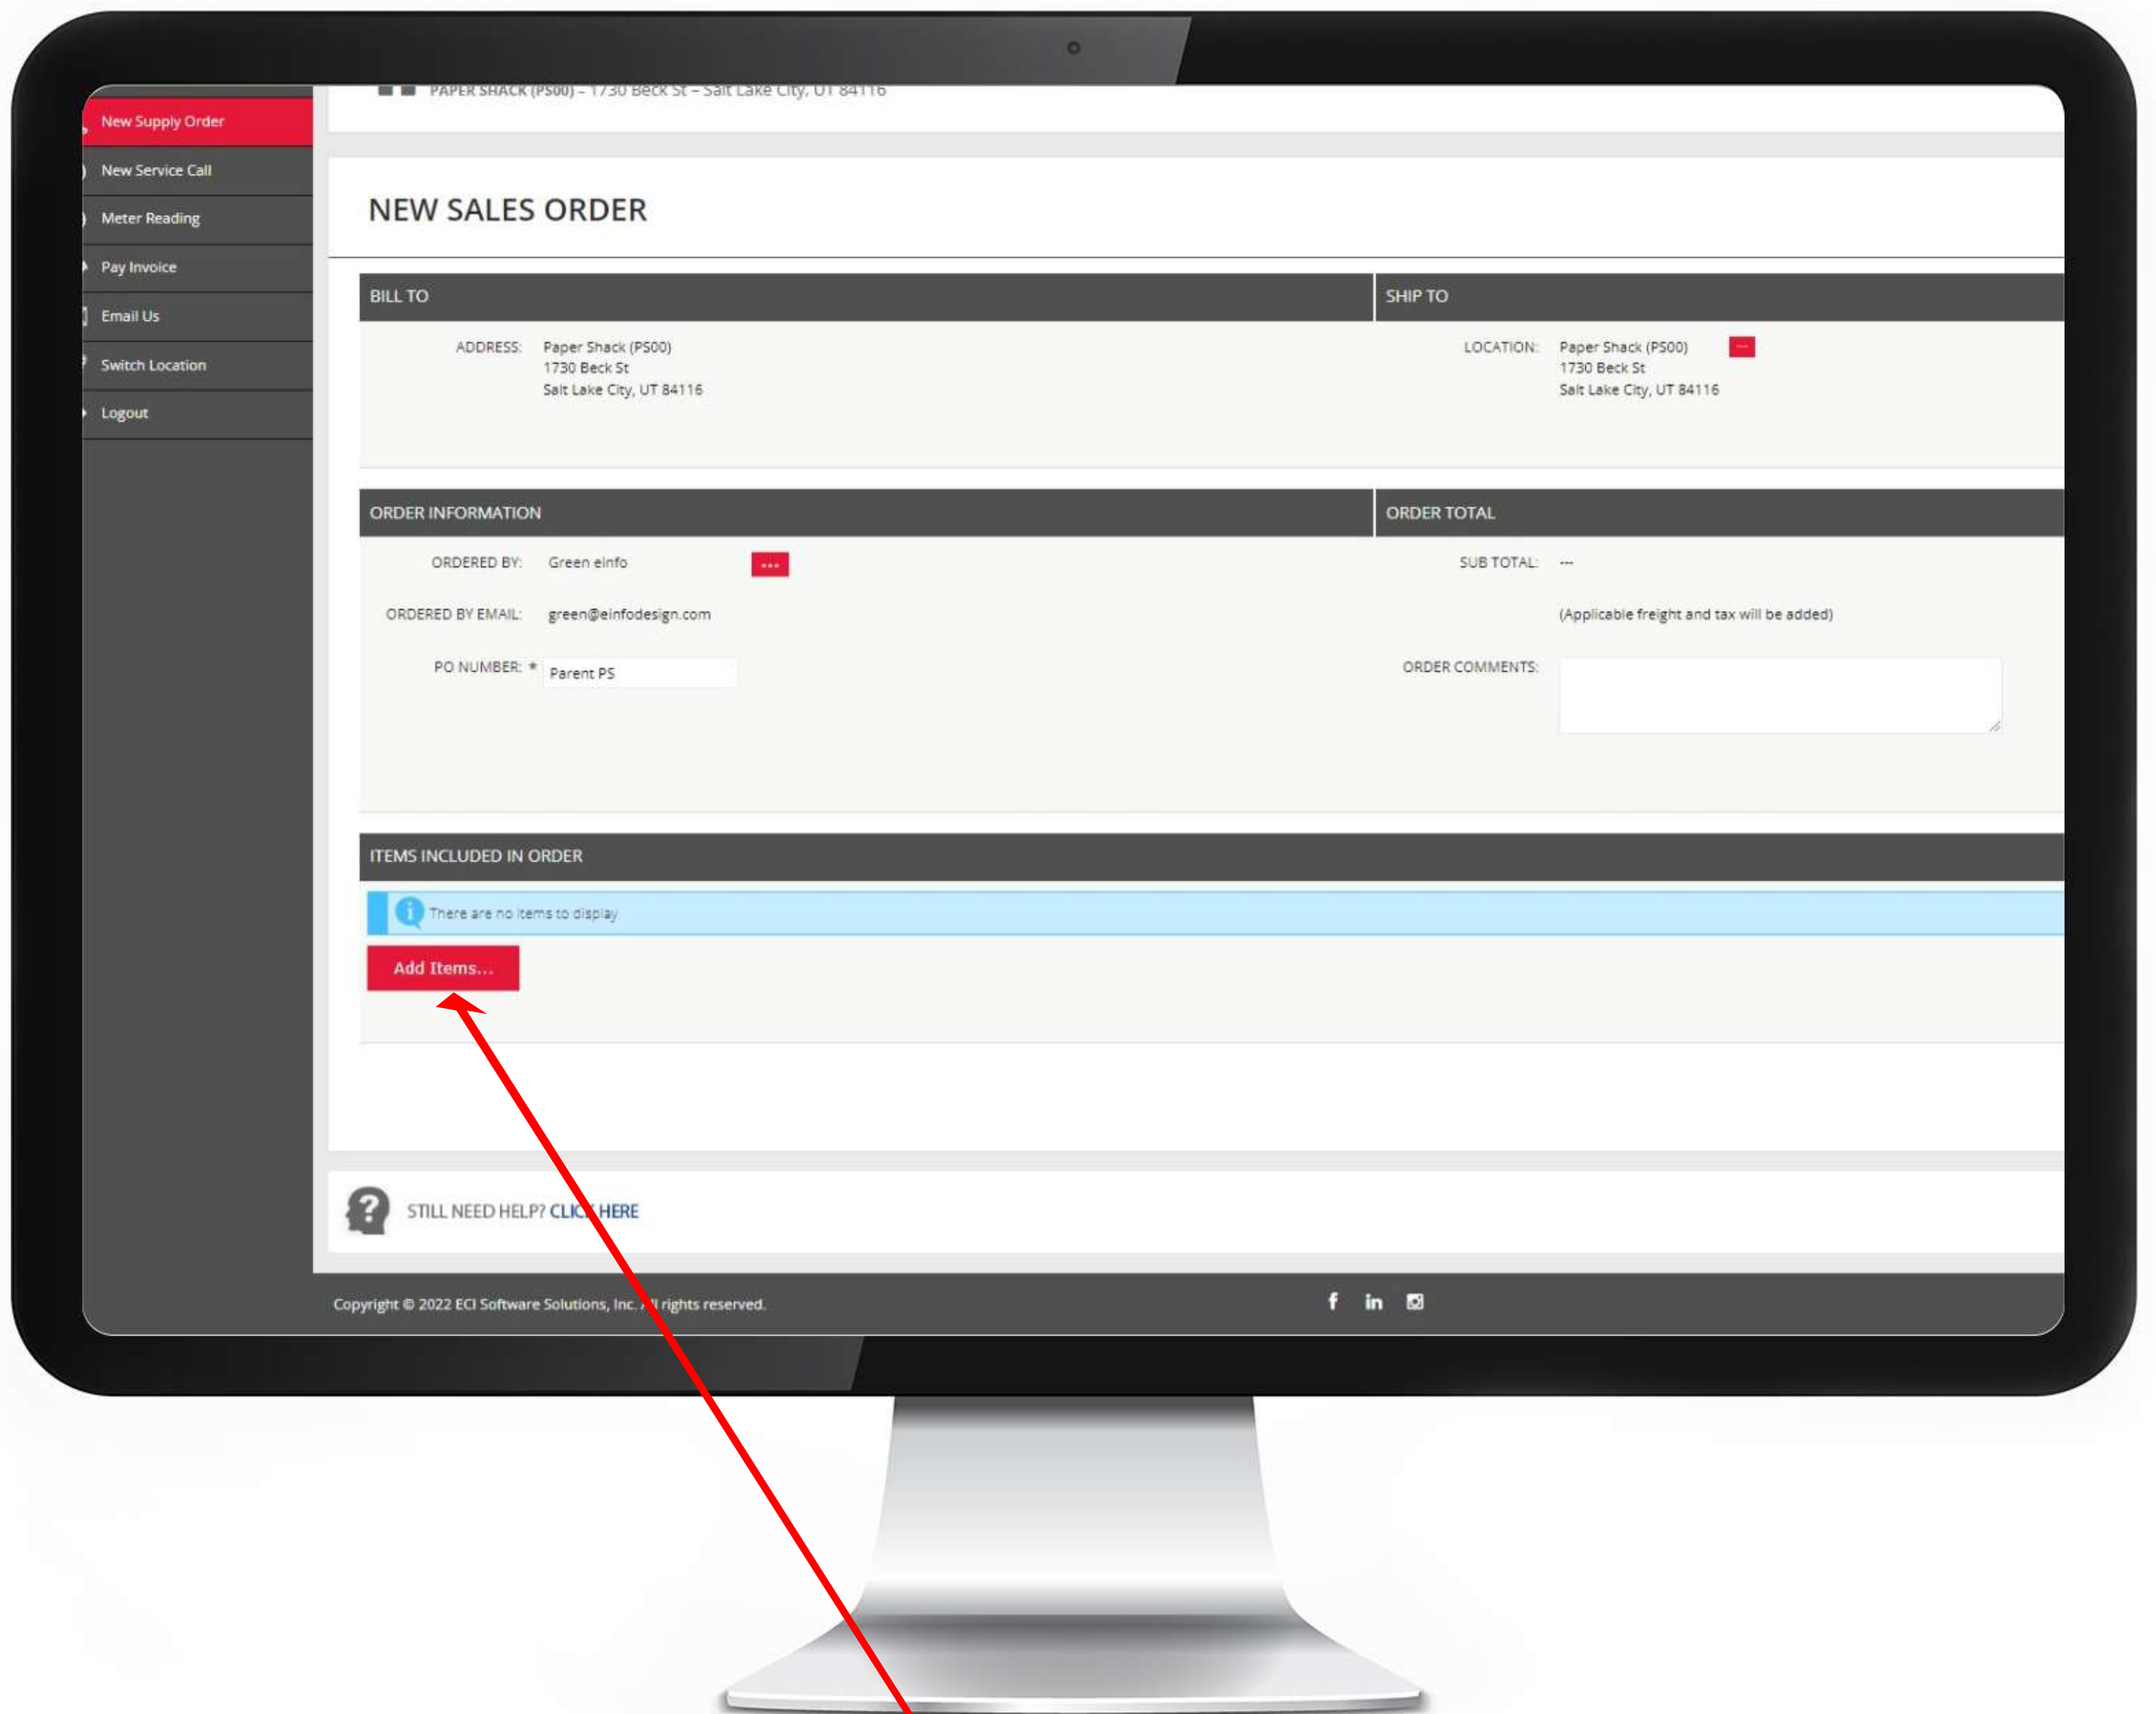 PAPER SHACK (PS00) – 1730 Beck St – Salt Lake City, UT 84116
New Supply Order
New Service Call
Meter Reading
Pay Invoice
Email Us
Switch Location
Logout
NEW SALES ORDER
BILL TO
ADDRESS: Paper Shack (PS00)
1730 Beck St
Salt Lake City, UT 84116
SHIP TO
LOCATION: Paper Shack (PS00) ...
1730 Beck St
Salt Lake City, UT 84116
ORDER INFORMATION
ORDERED BY: Green einfo ...
ORDERED BY EMAIL: green@einfodesign.com
PO NUMBER: * Parent PS
ORDER TOTAL
SUB TOTAL: ---
(Applicable freight and tax will be added)
ORDER COMMENTS:
ITEMS INCLUDED IN ORDER
i There are no items to display
Add Items...
? STILL NEED HELP? CLICK HERE
Copyright © 2022 ECI Software Solutions, Inc. All rights reserved.
f in